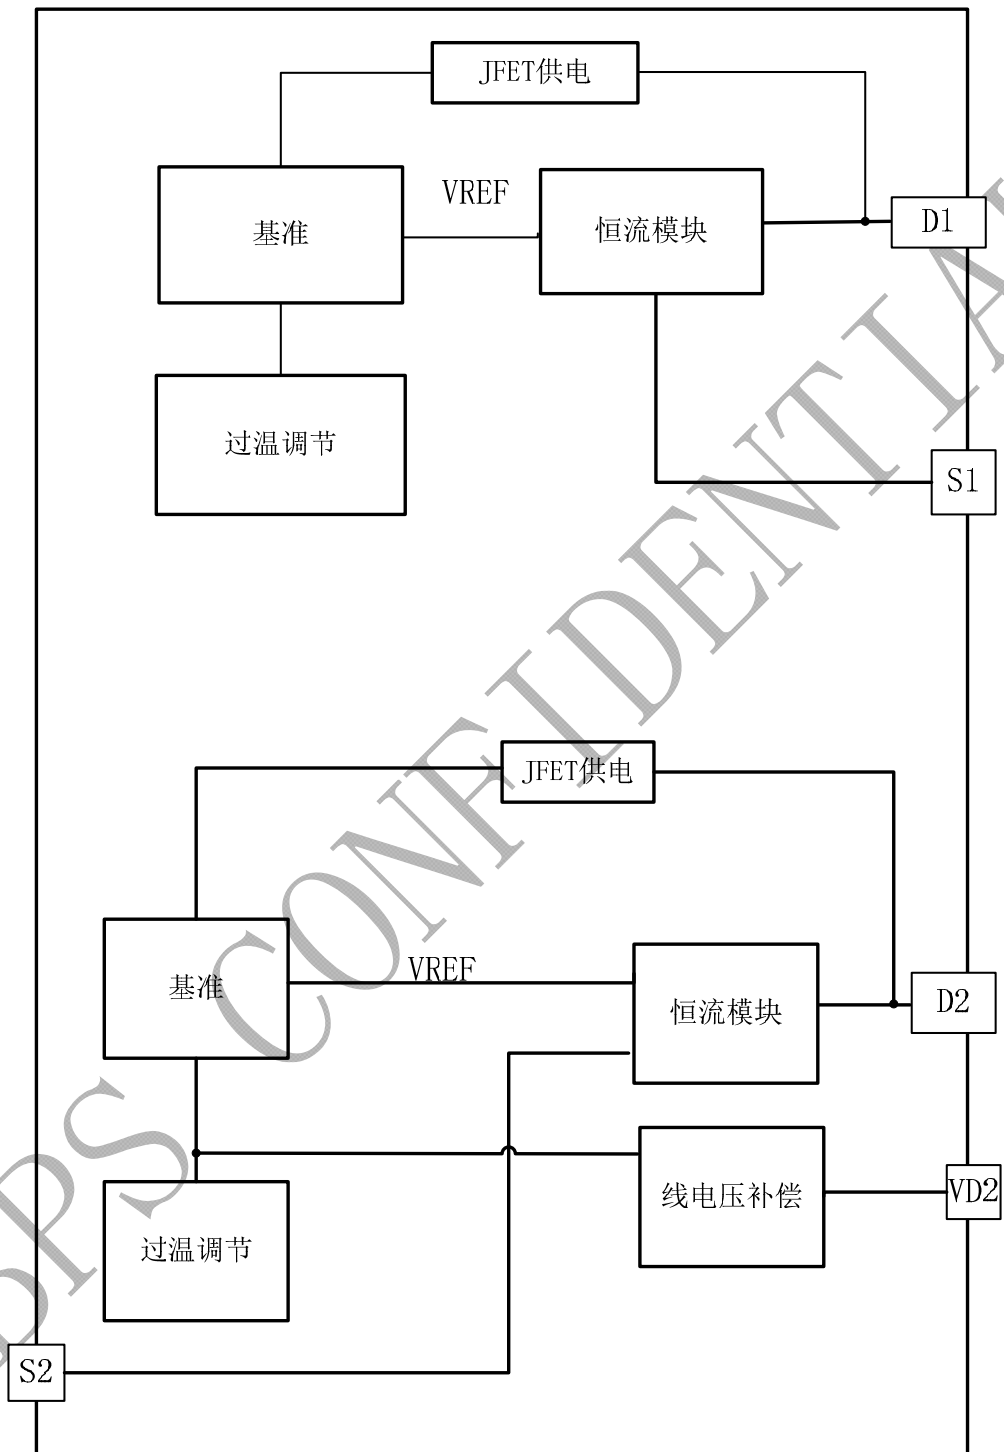 JFET供电
VREF
基准
恒流模块
D1
过温调节
S1
JFET供电
VREF
基准
恒流模块
D2
线电压补偿
VD2
过温调节
S2
BPS CONFIDENTIAL